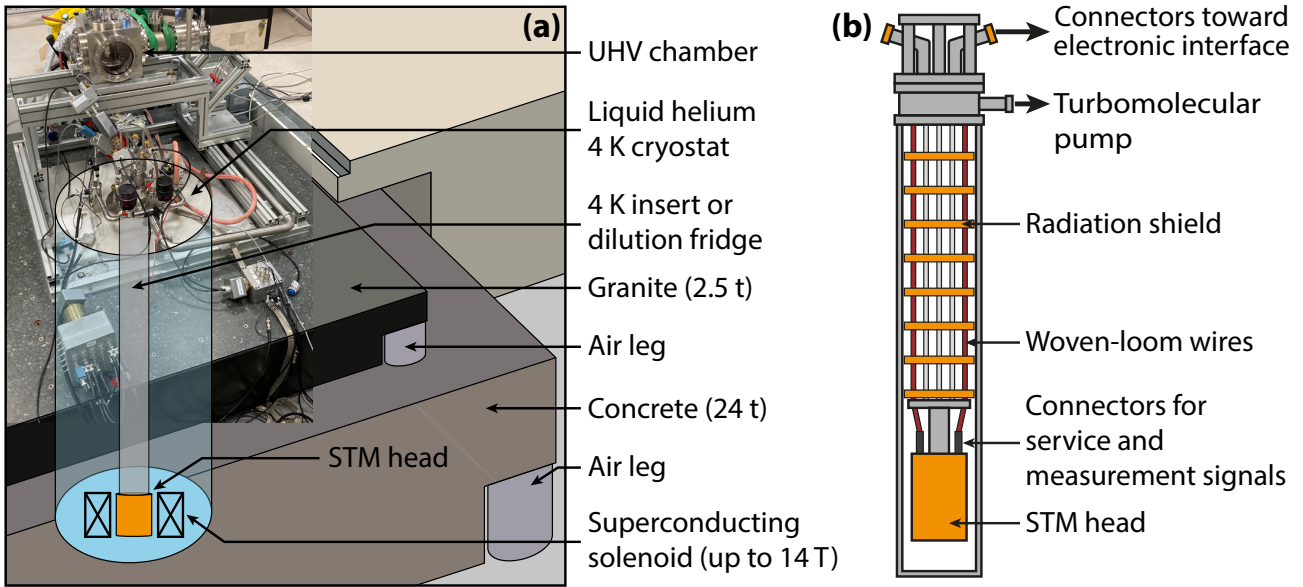 (a)
UHV chamber
Liquid helium
4 K cryostat
4 K insert or
dilution fridge
Granite (2.5 t)
Air leg
Concrete (24 t)
STM head
Air leg
Superconducting
solenoid (up to 14 T)
(b)
Connectors toward
electronic interface
Turbomolecular
pump
Radiation shield
Woven-loom wires
Connectors for
service and
measurement signals
STM head